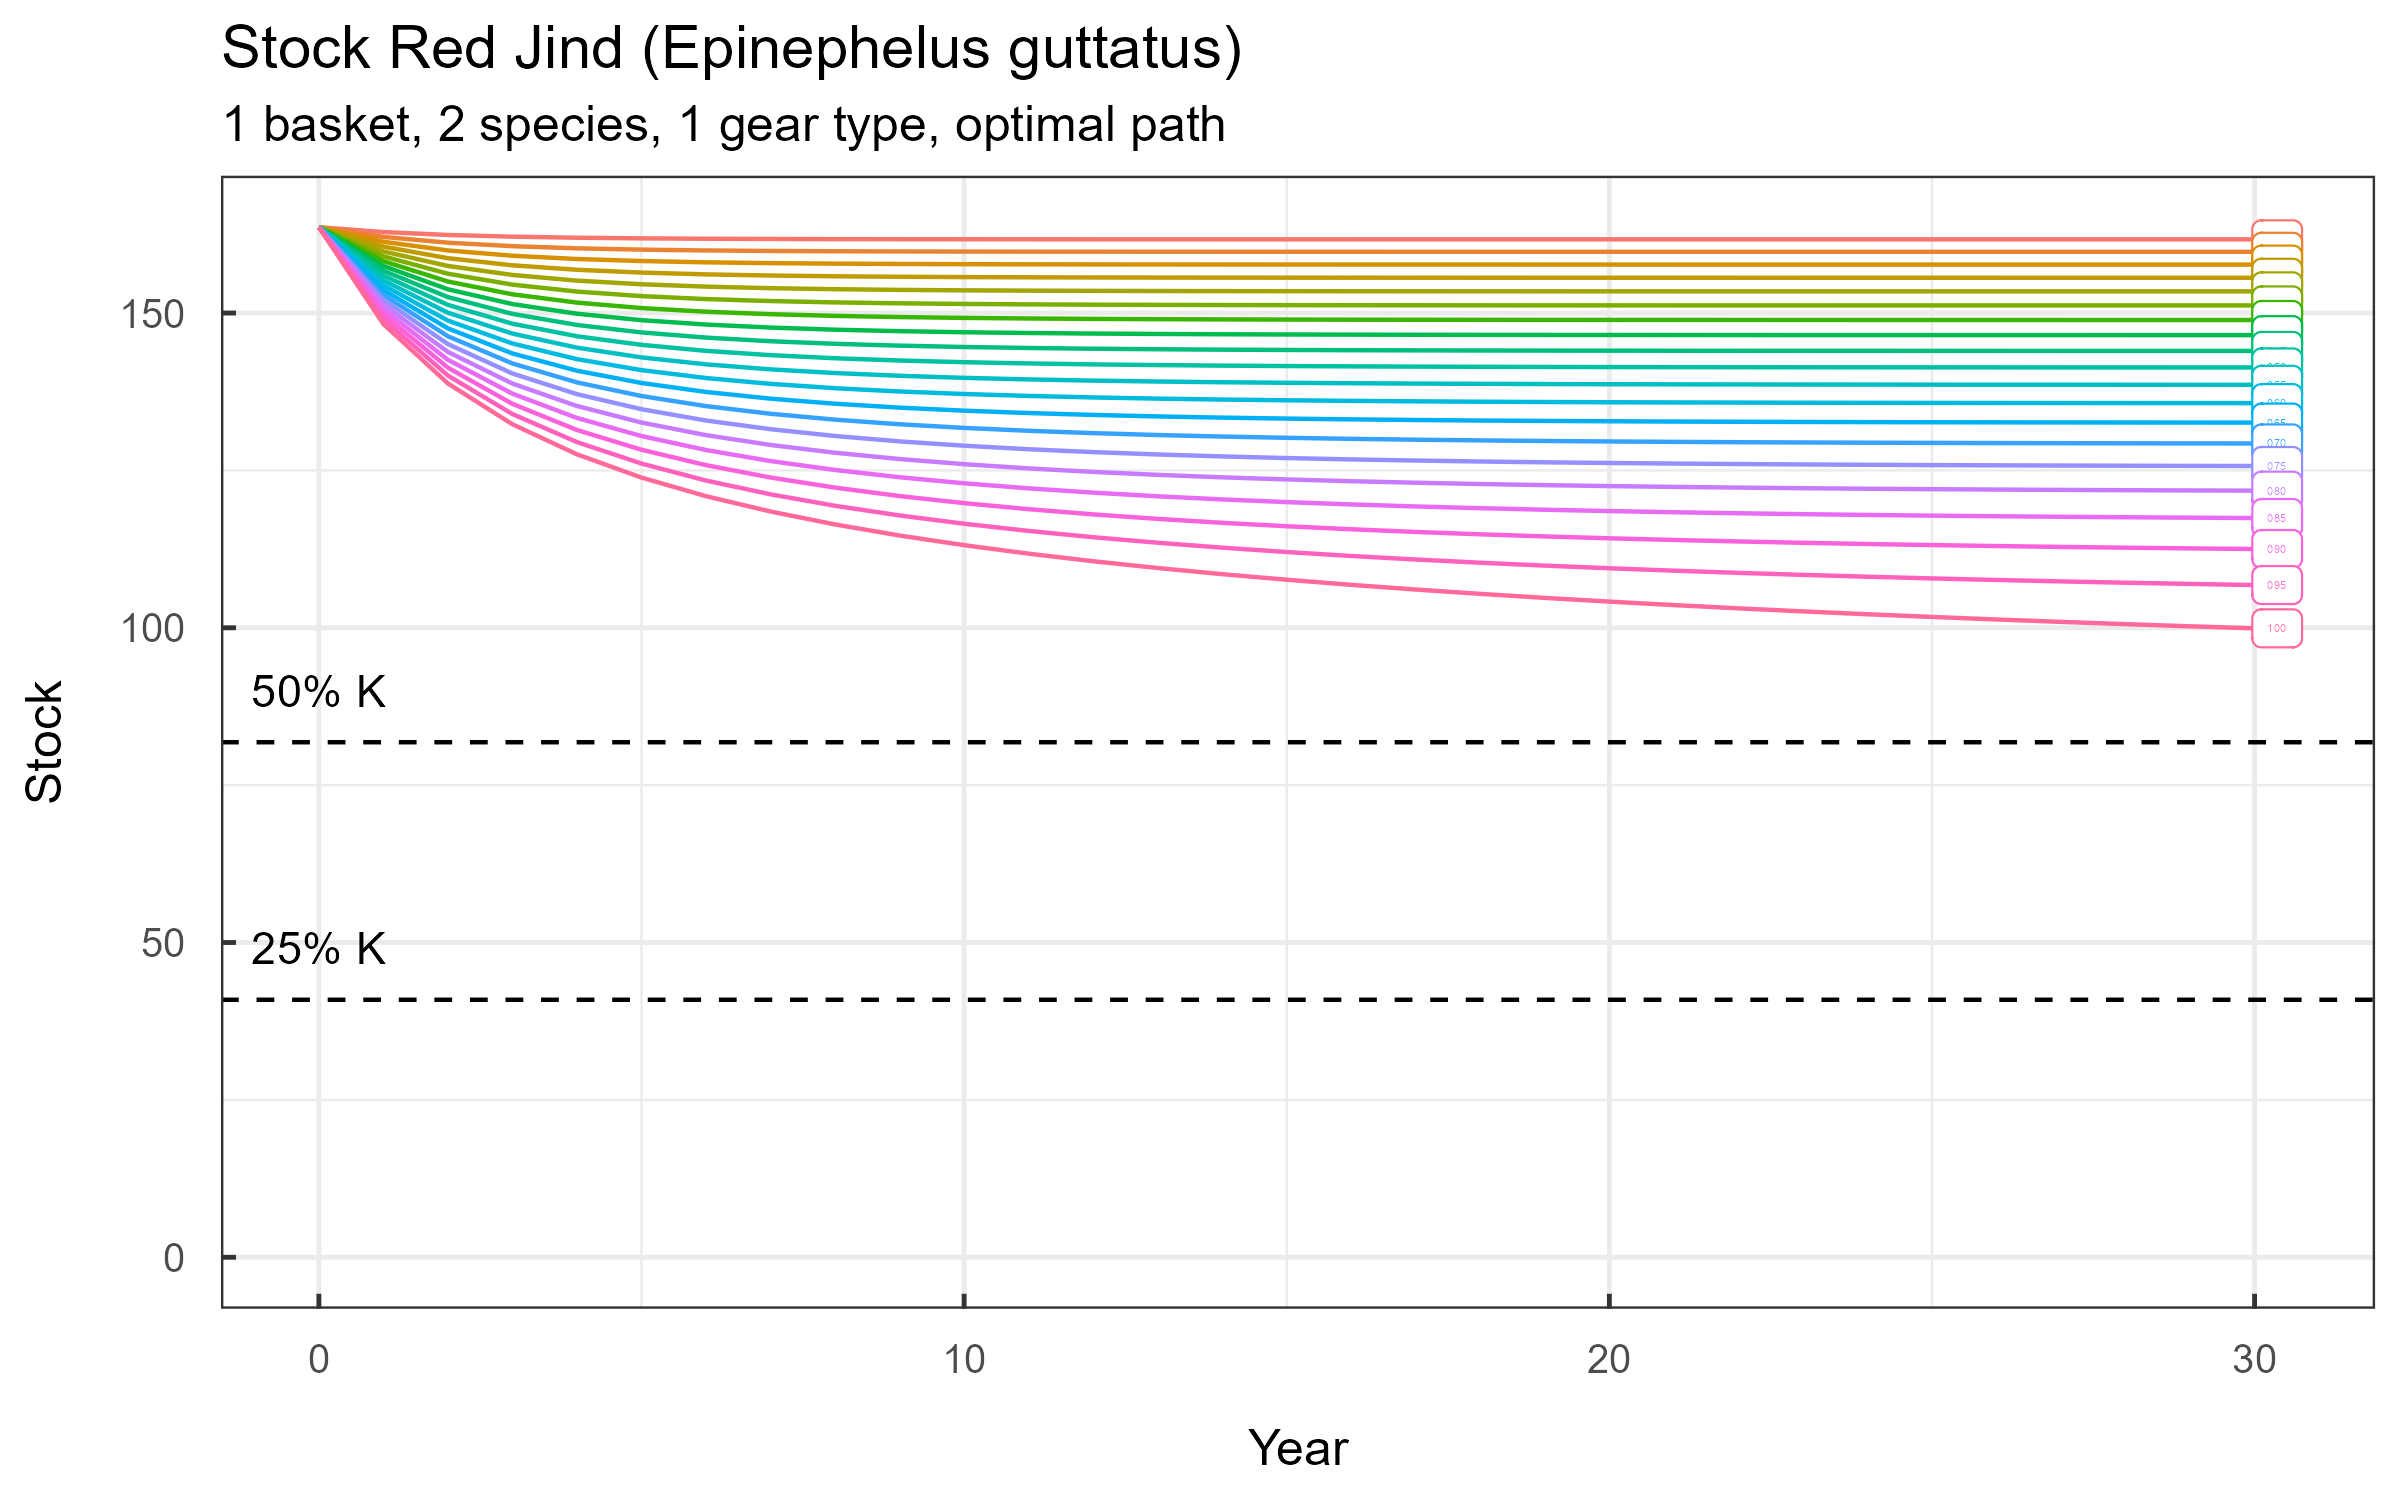 Stock Red Jind (Epinephelus guttatus)
1 basket, 2 species, 1 gear type, optimal path
150
100
50
0
Stock
50% K
25% K
070
075
080
085
090
095
100
0
10
20
30
Year